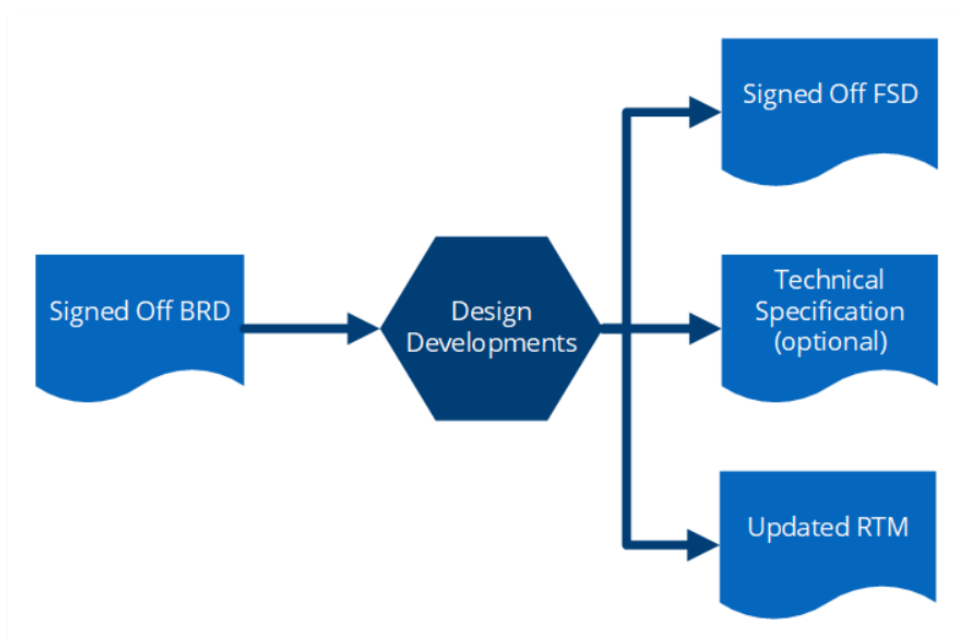 Signed Off FSD
Signed Off BRD
Design
Developments
Technical
Specification
(optional)
Updated RTM